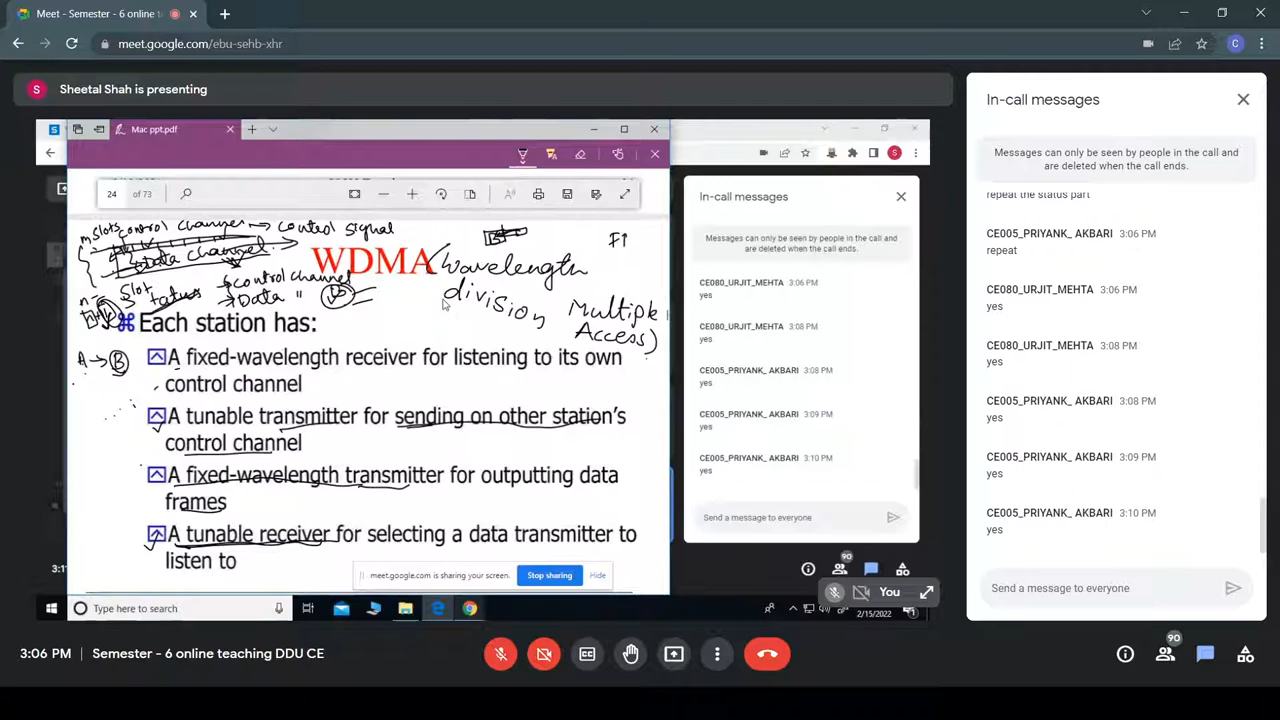 Meet - Semester - 6 online t
meet.google.com/ebu-sehb-xhr
C
S Sheetal Shah is presenting
Mac ppt.pdf
24 of 73
m slots control channel → control signal
Data channel
WDMA (wavelength
division
Multiple
Access)
F↑
slot status → control channel
→ Data "
Each station has:
A → B
A fixed-wavelength receiver for listening to its own
control channel
A tunable transmitter for sending on other station's
control channel
A fixed-wavelength transmitter for outputting data
frames
A tunable receiver for selecting a data transmitter to
listen to
meet.google.com is sharing your screen.
Stop sharing
Hide
Type here to search
2/15/2022
S
In-call messages
Messages can only be seen by people in the call
and are deleted when the call ends.
CE080_URJIT_MEHTA 3:06 PM
yes
CE080_URJIT_MEHTA 3:08 PM
yes
CE005_PRIYANK_ AKBARI 3:08 PM
yes
CE005_PRIYANK_ AKBARI 3:09 PM
yes
CE005_PRIYANK_ AKBARI 3:10 PM
yes
Send a message to everyone
90
You
In-call messages
Messages can only be seen by people in the call and
are deleted when the call ends.
repeat the status part
CE005_PRIYANK_ AKBARI 3:06 PM
repeat
CE080_URJIT_MEHTA 3:06 PM
yes
CE080_URJIT_MEHTA 3:08 PM
yes
CE005_PRIYANK_ AKBARI 3:08 PM
yes
CE005_PRIYANK_ AKBARI 3:09 PM
yes
CE005_PRIYANK_ AKBARI 3:10 PM
yes
Send a message to everyone
3:06 PM Semester - 6 online teaching DDU CE
90